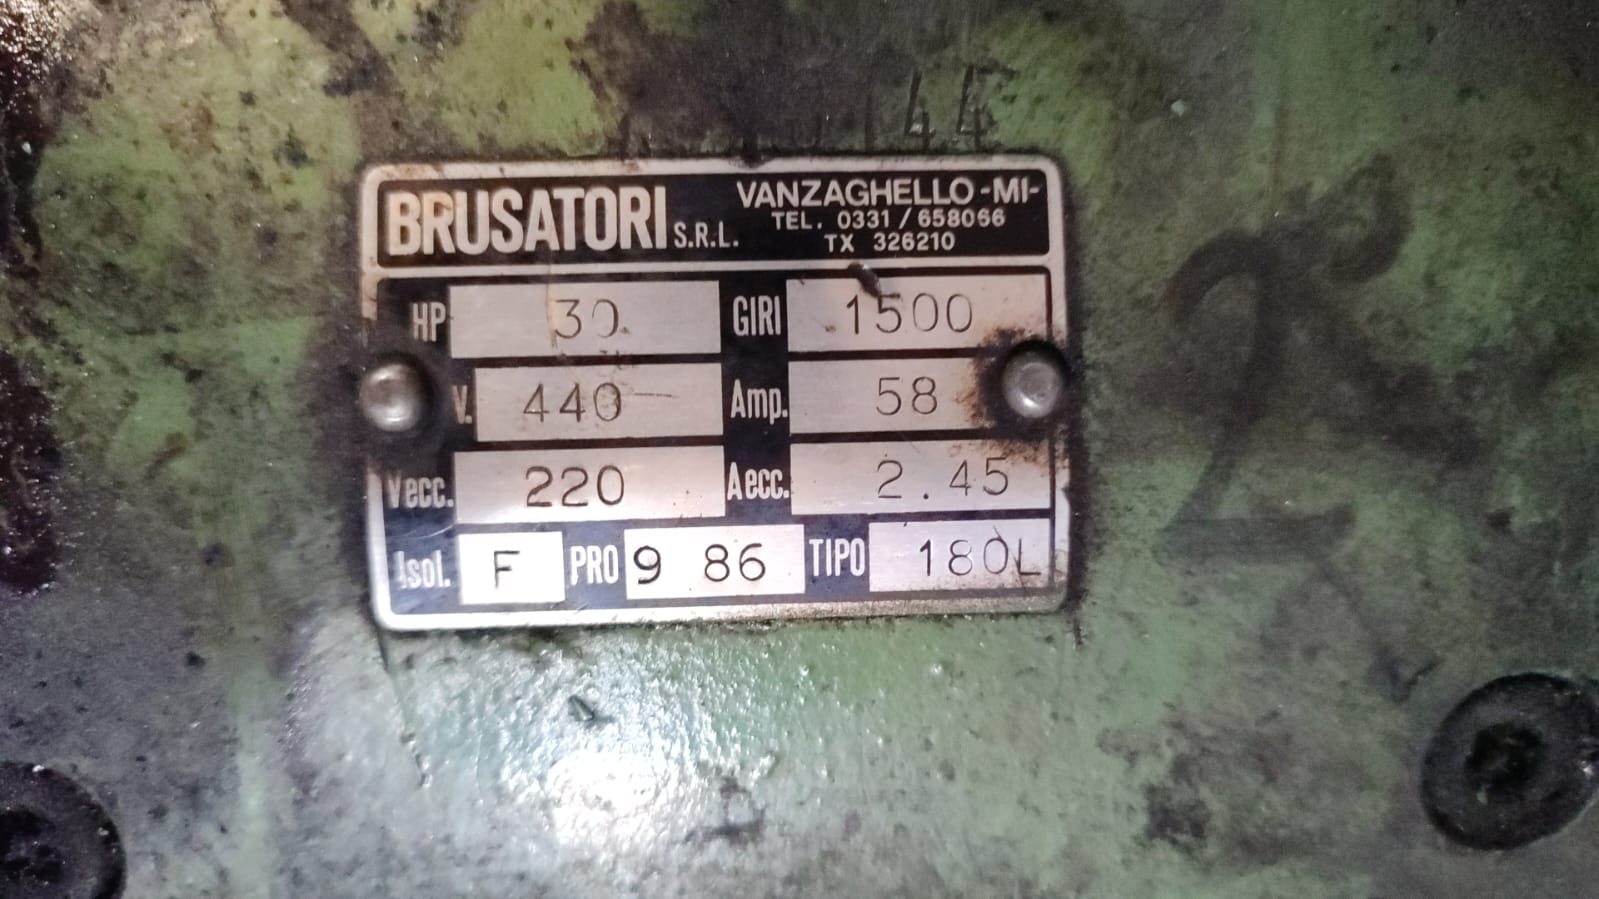 44
BRUSATORI S.R.L.
VANZAGHELLO -MI-
TEL. 0331/658066
TX 326210
HP 30 GIRI 1500
V. 440 Amp. 58
Vecc. 220 Aecc. 2.45
Isol. F PRO 9 86 TIPO 180L